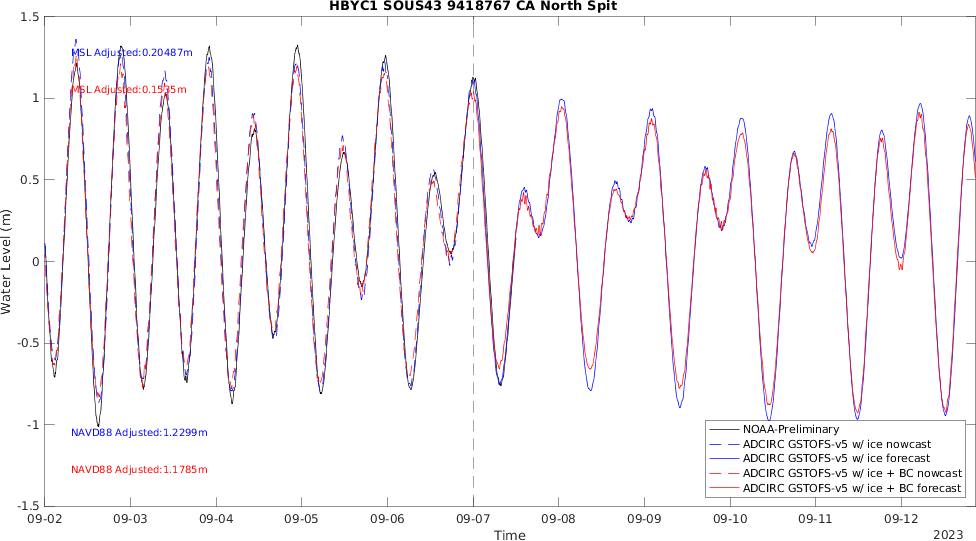 HBYC1 SOUS43 9418767 CA North Spit
1.5
1
0.5
0
-0.5
-1
-1.5
Water Level (m)
MSL Adjusted:0.20487m
MSL Adjusted:0.1535m
NAVD88 Adjusted:1.2299m
NAVD88 Adjusted:1.1785m
NOAA-Preliminary
ADCIRC GSTOFS-v5 w/ ice nowcast
ADCIRC GSTOFS-v5 w/ ice forecast
ADCIRC GSTOFS-v5 w/ ice + BC nowcast
ADCIRC GSTOFS-v5 w/ ice + BC forecast
09-02 09-03 09-04 09-05 09-06 09-07 09-08 09-09 09-10 09-11 09-12
Time
2023